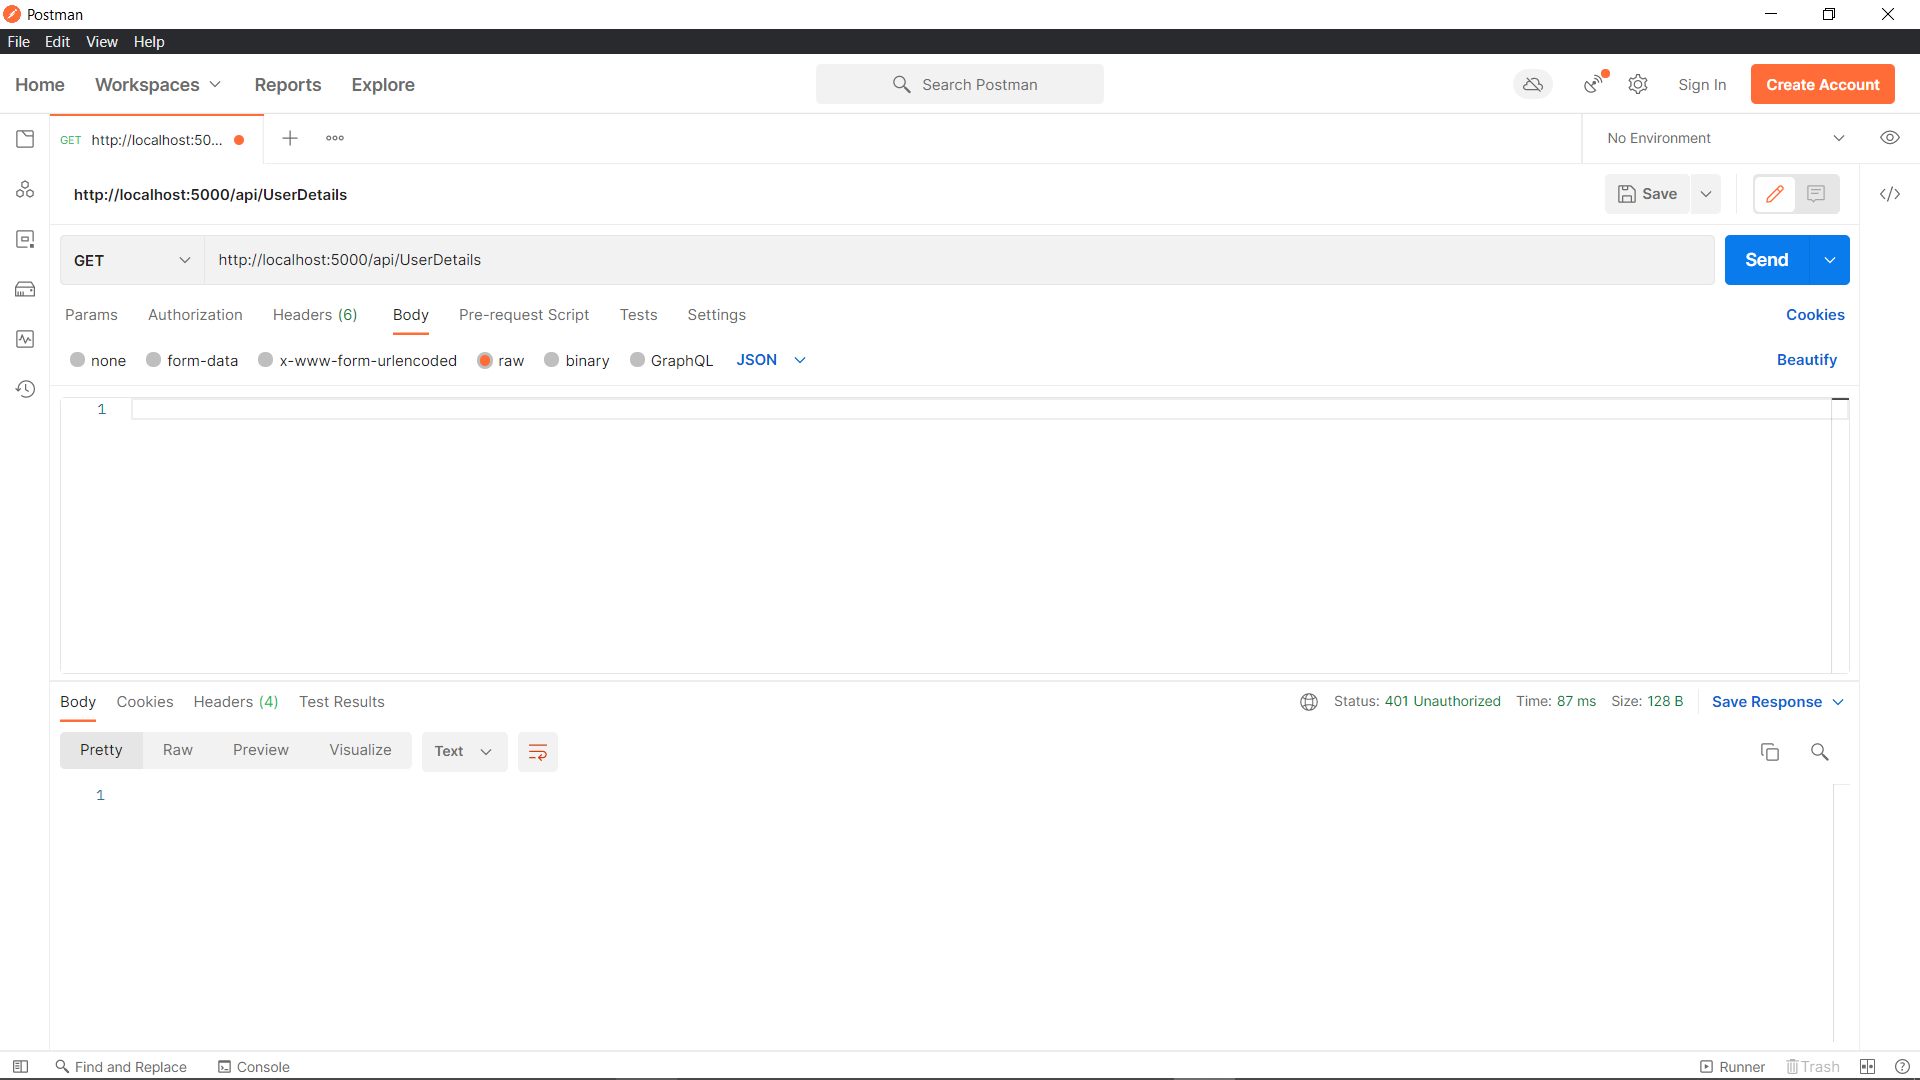 Postman
File Edit View Help
Home Workspaces Reports Explore Search Postman Sign In Create Account
GET http://localhost:50... No Environment
http://localhost:5000/api/UserDetails Save
GET http://localhost:5000/api/UserDetails Send
Params Authorization Headers (6) Body Pre-request Script Tests Settings Cookies
none form-data x-www-form-urlencoded raw binary GraphQL JSON Beautify
1
Body Cookies Headers (4) Test Results Status: 401 Unauthorized Time: 87 ms Size: 128 B Save Response
Pretty Raw Preview Visualize Text
1
Find and Replace Console Runner Trash